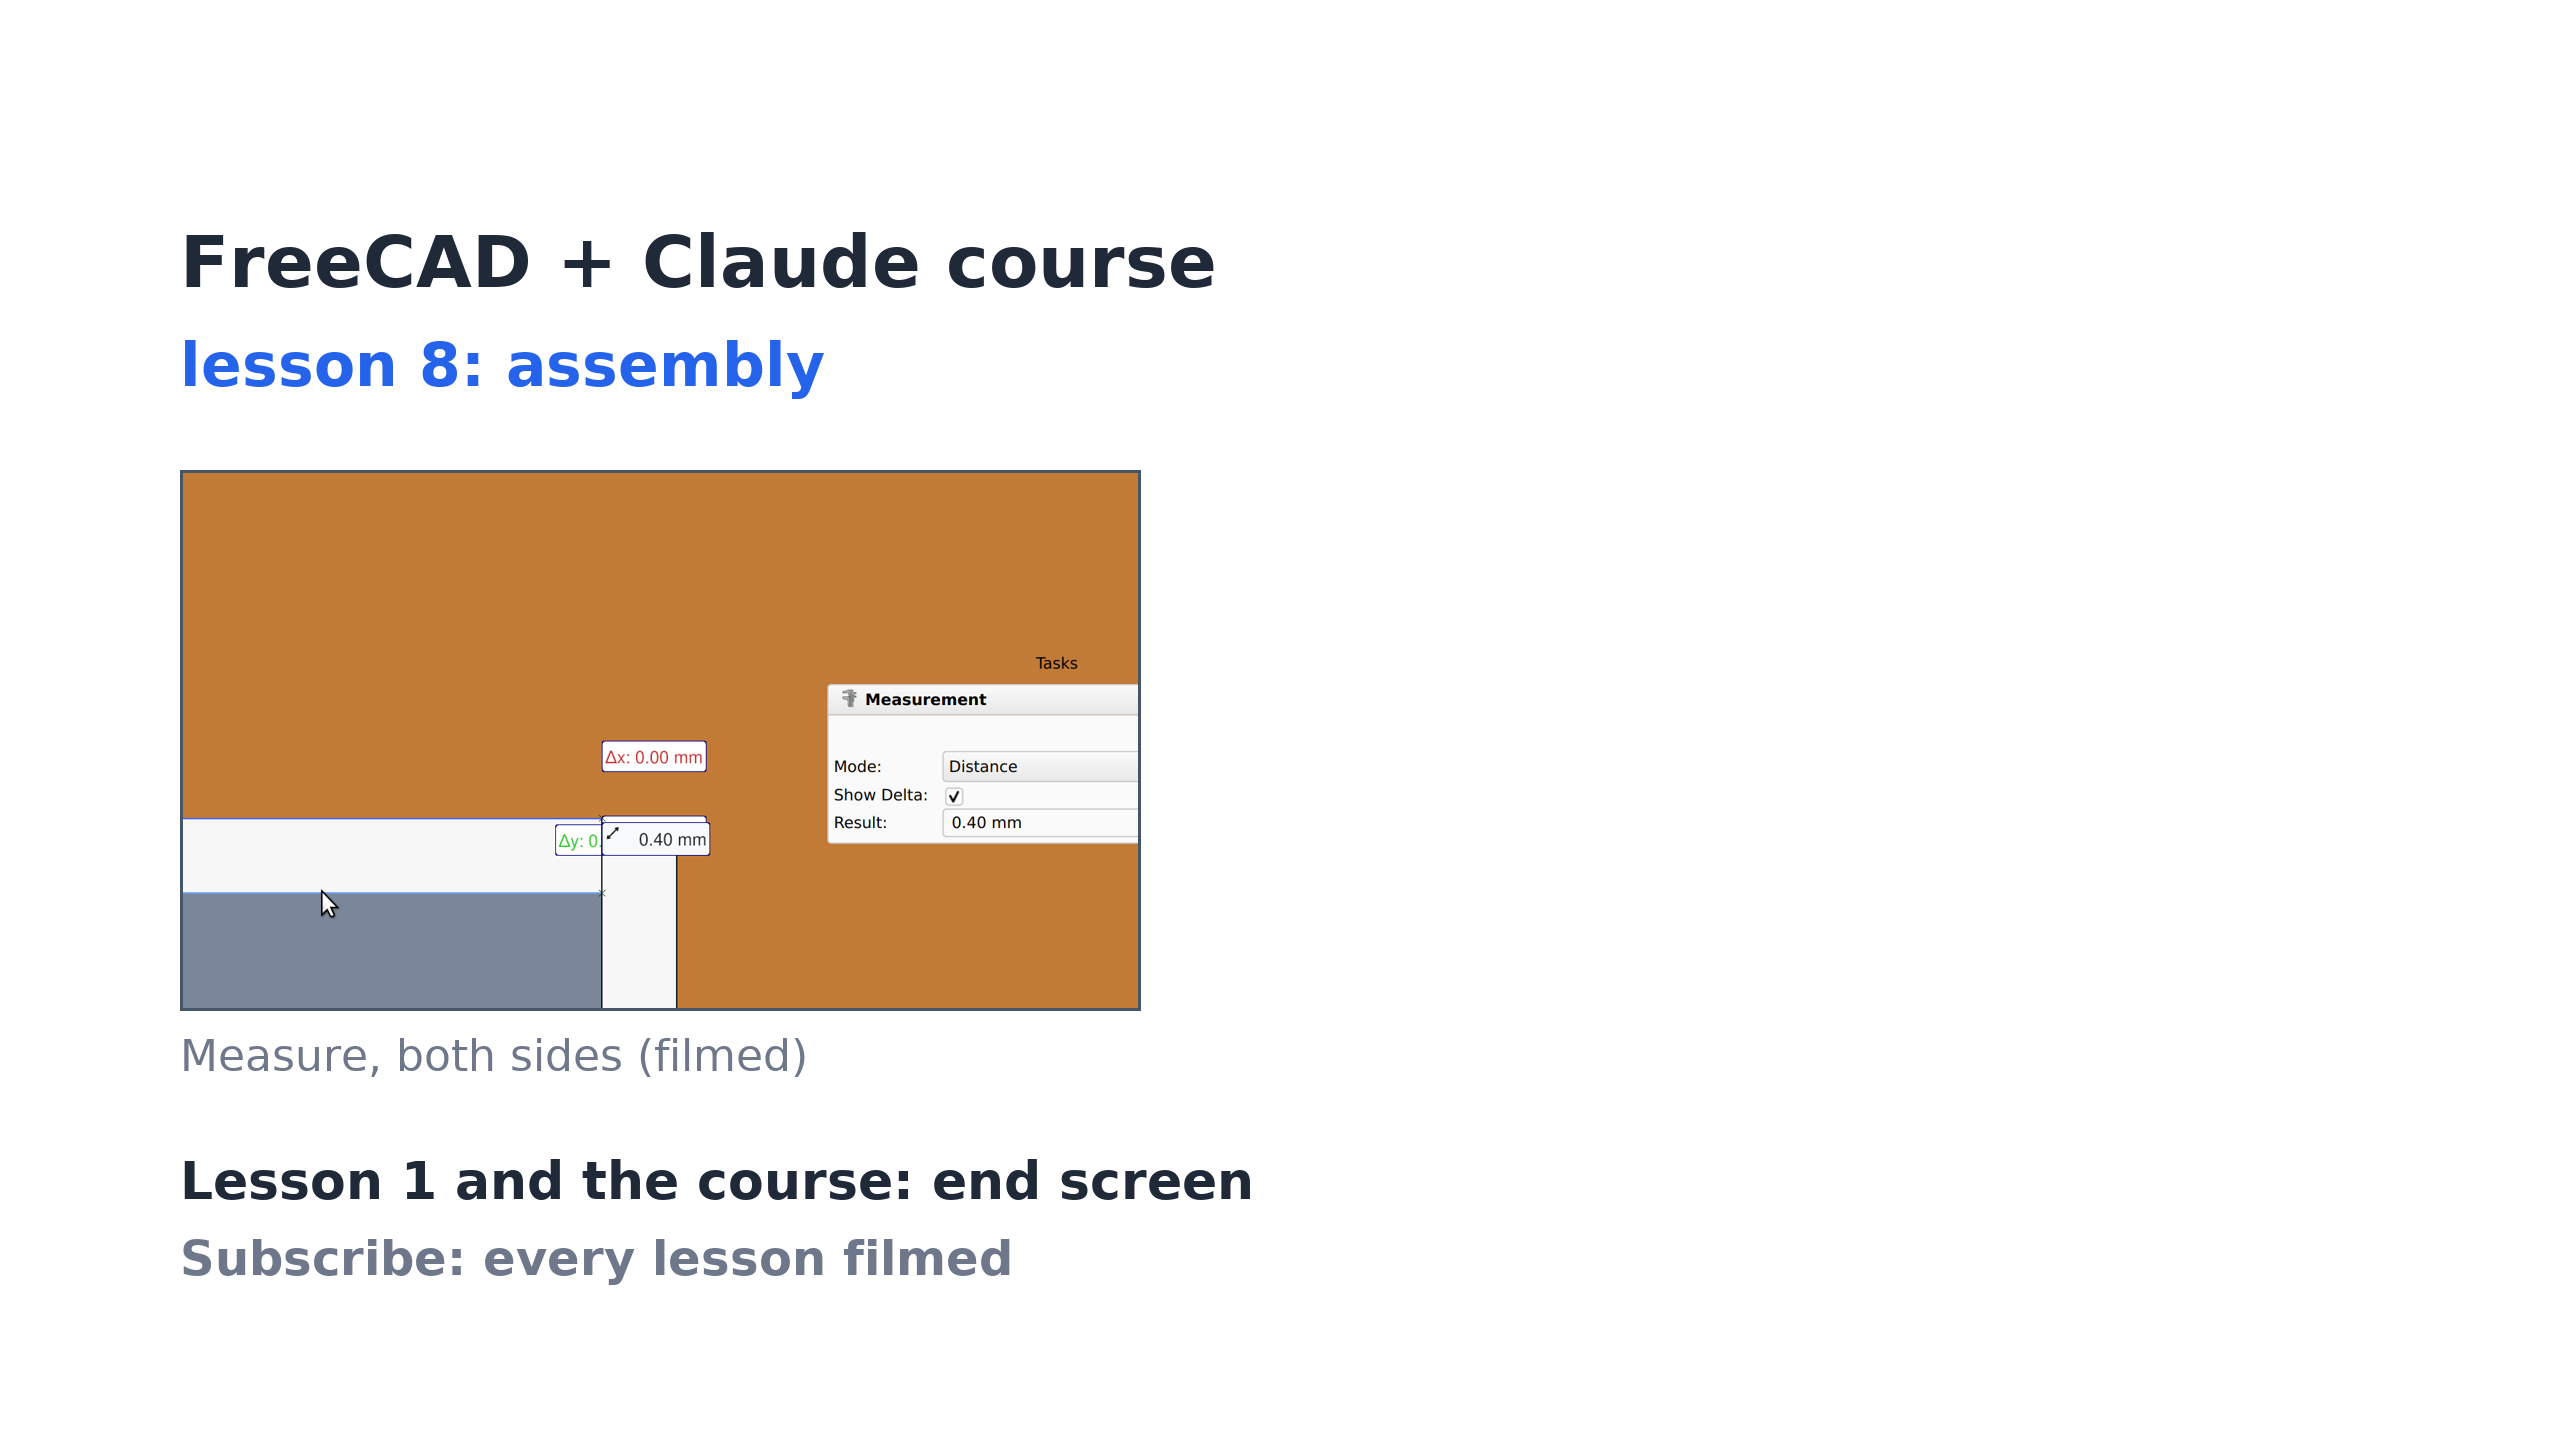 FreeCAD + Claude course
lesson 8: assembly
Tasks
Measurement
Δx: 0.00 mm
Mode: Distance
Show Delta:
Result: 0.40 mm
Δy: 0.
0.40 mm
Measure, both sides (filmed)
Lesson 1 and the course: end screen
Subscribe: every lesson filmed